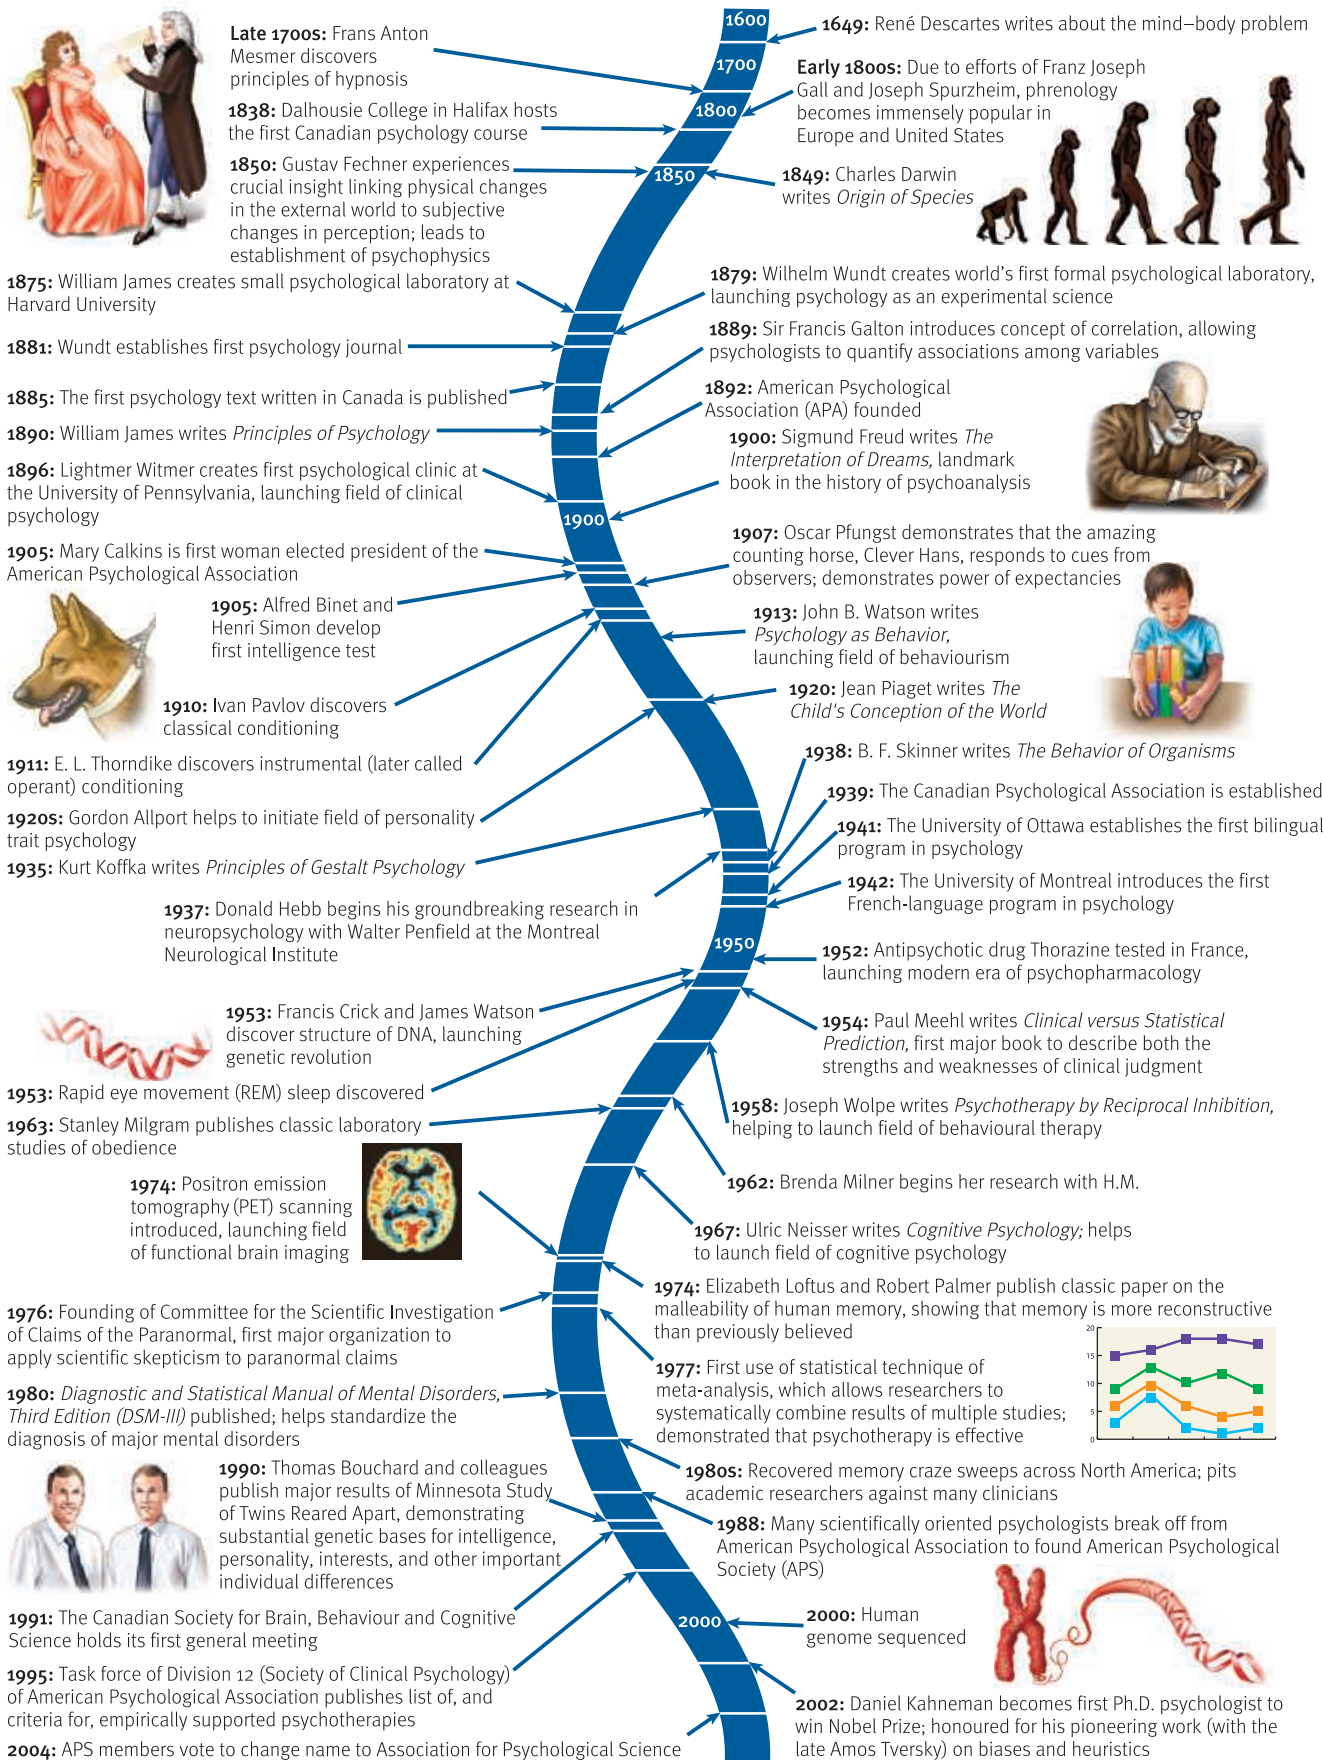 1600
1649: René Descartes writes about the mind–body problem
Late 1700s: Frans Anton
Mesmer discovers
principles of hypnosis
1700
Early 1800s: Due to efforts of Franz Joseph
Gall and Joseph Spurzheim, phrenology
becomes immensely popular in
Europe and United States
1800
1838: Dalhousie College in Halifax hosts
the first Canadian psychology course
1850: Gustav Fechner experiences
crucial insight linking physical changes
in the external world to subjective
changes in perception; leads to
establishment of psychophysics
1850
1849: Charles Darwin
writes Origin of Species
1875: William James creates small psychological laboratory at
Harvard University
1879: Wilhelm Wundt creates world's first formal psychological laboratory,
launching psychology as an experimental science
1881: Wundt establishes first psychology journal
1889: Sir Francis Galton introduces concept of correlation, allowing
psychologists to quantify associations among variables
1885: The first psychology text written in Canada is published
1892: American Psychological
Association (APA) founded
1890: William James writes Principles of Psychology
1900: Sigmund Freud writes The
Interpretation of Dreams, landmark
book in the history of psychoanalysis
1896: Lightmer Witmer creates first psychological clinic at
the University of Pennsylvania, launching field of clinical
psychology
1900
1905: Mary Calkins is first woman elected president of the
American Psychological Association
1907: Oscar Pfungst demonstrates that the amazing
counting horse, Clever Hans, responds to cues from
observers; demonstrates power of expectancies
1905: Alfred Binet and
Henri Simon develop
first intelligence test
1913: John B. Watson writes
Psychology as Behavior,
launching field of behaviourism
1910: Ivan Pavlov discovers
classical conditioning
1920: Jean Piaget writes The
Child's Conception of the World
1911: E. L. Thorndike discovers instrumental (later called
operant) conditioning
1938: B. F. Skinner writes The Behavior of Organisms
1920s: Gordon Allport helps to initiate field of personality
trait psychology
1939: The Canadian Psychological Association is established
1941: The University of Ottawa establishes the first bilingual
program in psychology
1935: Kurt Koffka writes Principles of Gestalt Psychology
1942: The University of Montreal introduces the first
French-language program in psychology
1937: Donald Hebb begins his groundbreaking research in
neuropsychology with Walter Penfield at the Montreal
Neurological Institute
1950
1952: Antipsychotic drug Thorazine tested in France,
launching modern era of psychopharmacology
1953: Francis Crick and James Watson
discover structure of DNA, launching
genetic revolution
1954: Paul Meehl writes Clinical versus Statistical
Prediction, first major book to describe both the
strengths and weaknesses of clinical judgment
1953: Rapid eye movement (REM) sleep discovered
1958: Joseph Wolpe writes Psychotherapy by Reciprocal Inhibition,
helping to launch field of behavioural therapy
1963: Stanley Milgram publishes classic laboratory
studies of obedience
1962: Brenda Milner begins her research with H.M.
1974: Positron emission
tomography (PET) scanning
introduced, launching field
of functional brain imaging
1967: Ulric Neisser writes Cognitive Psychology; helps
to launch field of cognitive psychology
1974: Elizabeth Loftus and Robert Palmer publish classic paper on the
malleability of human memory, showing that memory is more reconstructive
than previously believed
1976: Founding of Committee for the Scientific Investigation
of Claims of the Paranormal, first major organization to
apply scientific skepticism to paranormal claims
1977: First use of statistical technique of
meta-analysis, which allows researchers to
systematically combine results of multiple studies;
demonstrated that psychotherapy is effective
20
15
10
5
0
1980: Diagnostic and Statistical Manual of Mental Disorders,
Third Edition (DSM-III) published; helps standardize the
diagnosis of major mental disorders
1980s: Recovered memory craze sweeps across North America; pits
academic researchers against many clinicians
1990: Thomas Bouchard and colleagues
publish major results of Minnesota Study
of Twins Reared Apart, demonstrating
substantial genetic bases for intelligence,
personality, interests, and other important
individual differences
1988: Many scientifically oriented psychologists break off from
American Psychological Association to found American Psychological
Society (APS)
1991: The Canadian Society for Brain, Behaviour and Cognitive
Science holds its first general meeting
2000
2000: Human
genome sequenced
1995: Task force of Division 12 (Society of Clinical Psychology)
of American Psychological Association publishes list of, and
criteria for, empirically supported psychotherapies
2002: Daniel Kahneman becomes first Ph.D. psychologist to
win Nobel Prize; honoured for his pioneering work (with the
late Amos Tversky) on biases and heuristics
2004: APS members vote to change name to Association for Psychological Science